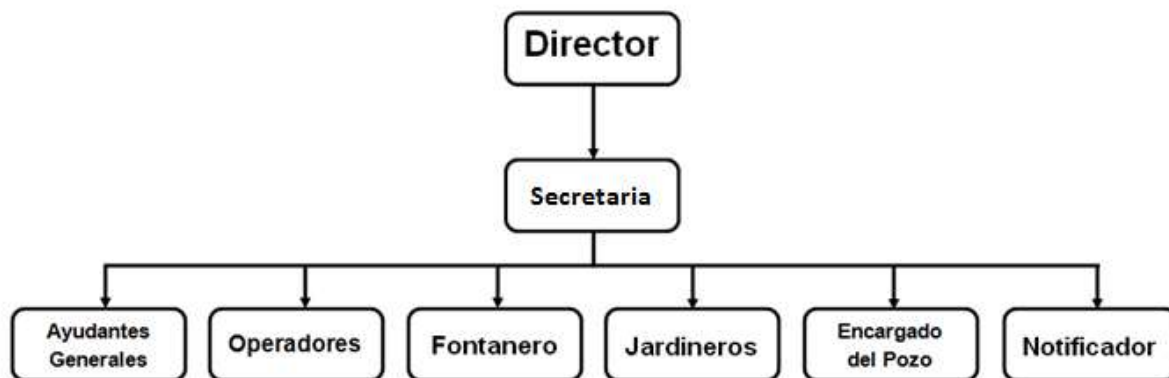 Director
Secretaria
Ayudantes
Generales
Operadores
Fontanero
Jardineros
Encargado
del Pozo
Notificador